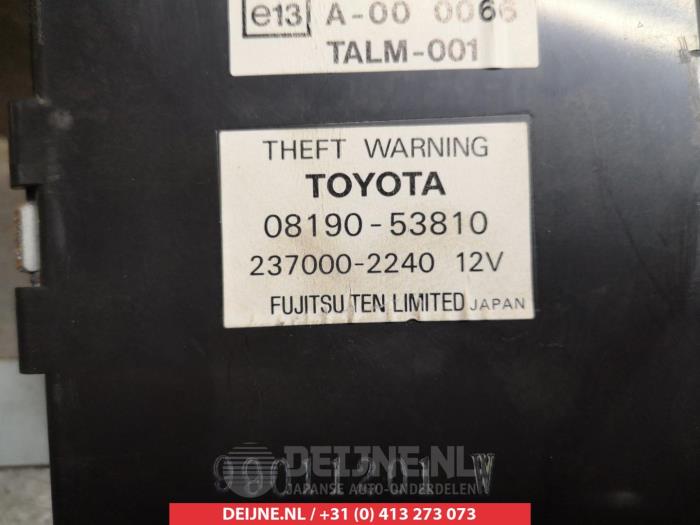 e13 A-00 0066
TALM-001
THEFT WARNING
TOYOTA
08190-53810
237000-2240 12V
FUJITSU TEN LIMITED JAPAN
DEIJNE.NL
JAPANSE AUTO-ONDERDELEN
DEIJNE.NL / +31 (0) 413 273 073